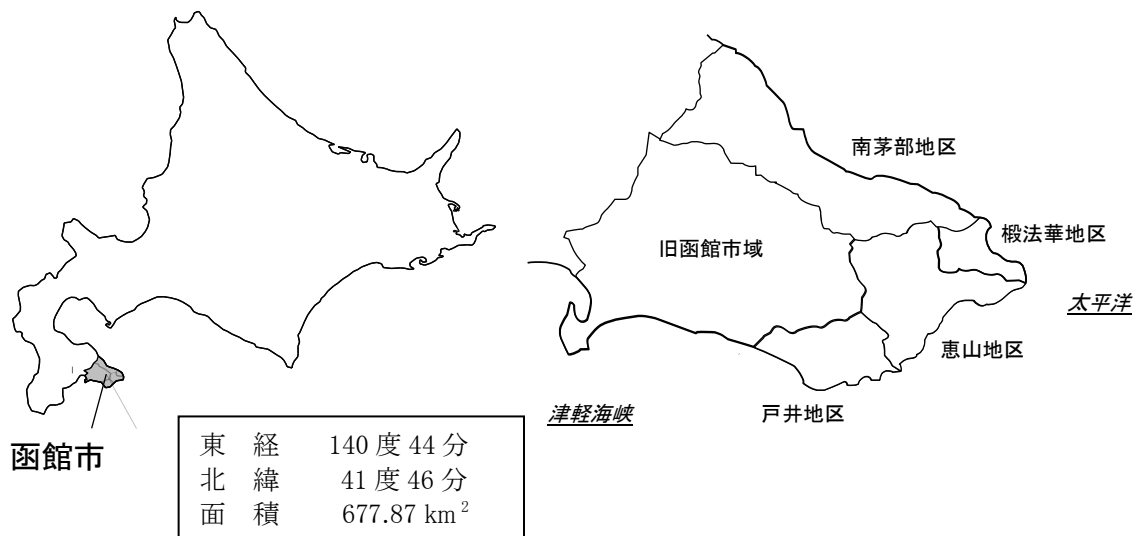 南茅部地区
椴法華地区
旧函館市域
太平洋
恵山地区
津軽海峡
戸井地区
函館市
東 経 140 度 44 分
北 緯 41 度 46 分
面 積 677.87 km²